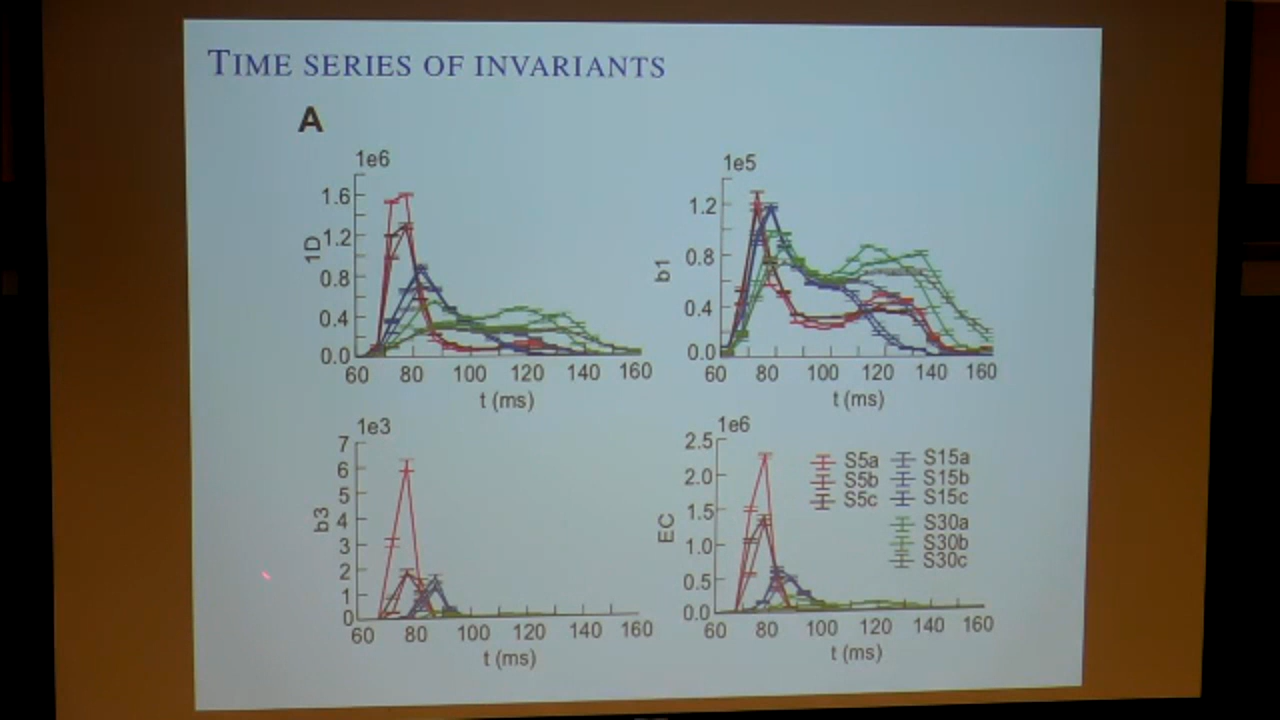 TIME SERIES OF INVARIANTS
A
1e6
1.6
1.2
0.8
0.4
0.0
1D
60 80 100 120 140 160
t (ms)
1e5
1.2
0.8
0.4
0.0
b1
60 80 100 120 140 160
t (ms)
1e3
7
6
5
4
3
2
1
0
b3
60 80 100 120 140 160
t (ms)
1e6
2.5
2.0
1.5
1.0
0.5
0.0
EC
60 80 100 120 140 160
t (ms)
S5a
S5b
S5c
S15a
S15b
S15c
S30a
S30b
S30c